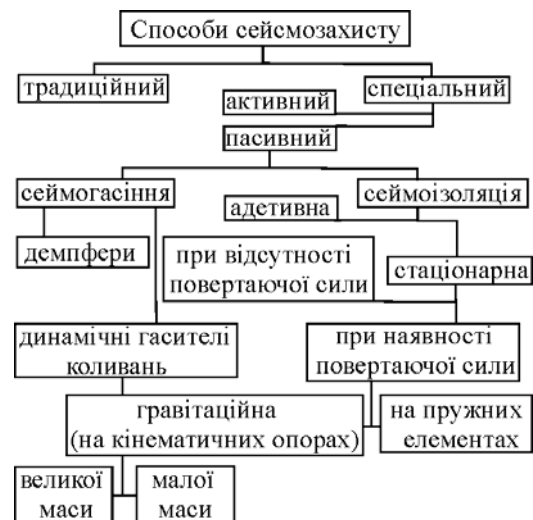 Способи сейсмозахисту
традиційний
спеціальний
активний
пасивний
сеймогасіння
сеймоізоляція
адетивна
демпфери
при відсутності
повертаючої сили
стаціонарна
динамічні гасителі
коливань
при наявності
повертаючої сили
гравітаційна
(на кінематичних опорах)
на пружних
елементах
великої
маси
малої
маси